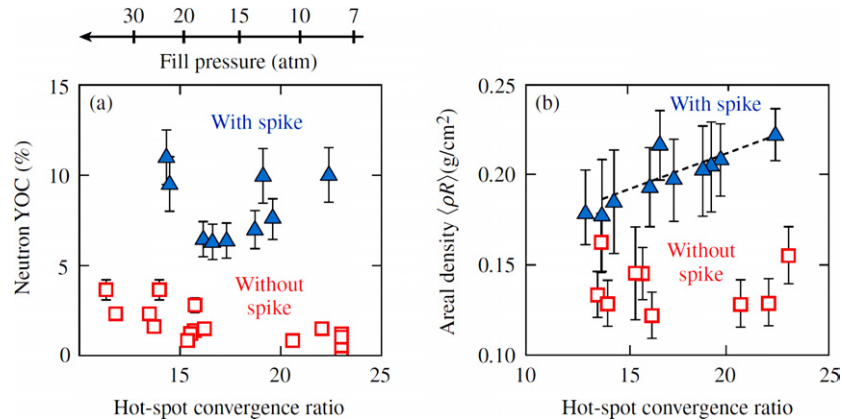 30 20 10 7
Fill pressure (atm)
(a)
With spike
Without
spike
15
10
5
0
Neutron YOC (%)
15 20 25
Hot-spot convergence ratio
(b)
With spike
Without
spike
0.25
0.20
0.15
0.10
Areal density ⟨ρR⟩(g/cm²)
10 15 20 25
Hot-spot convergence ratio